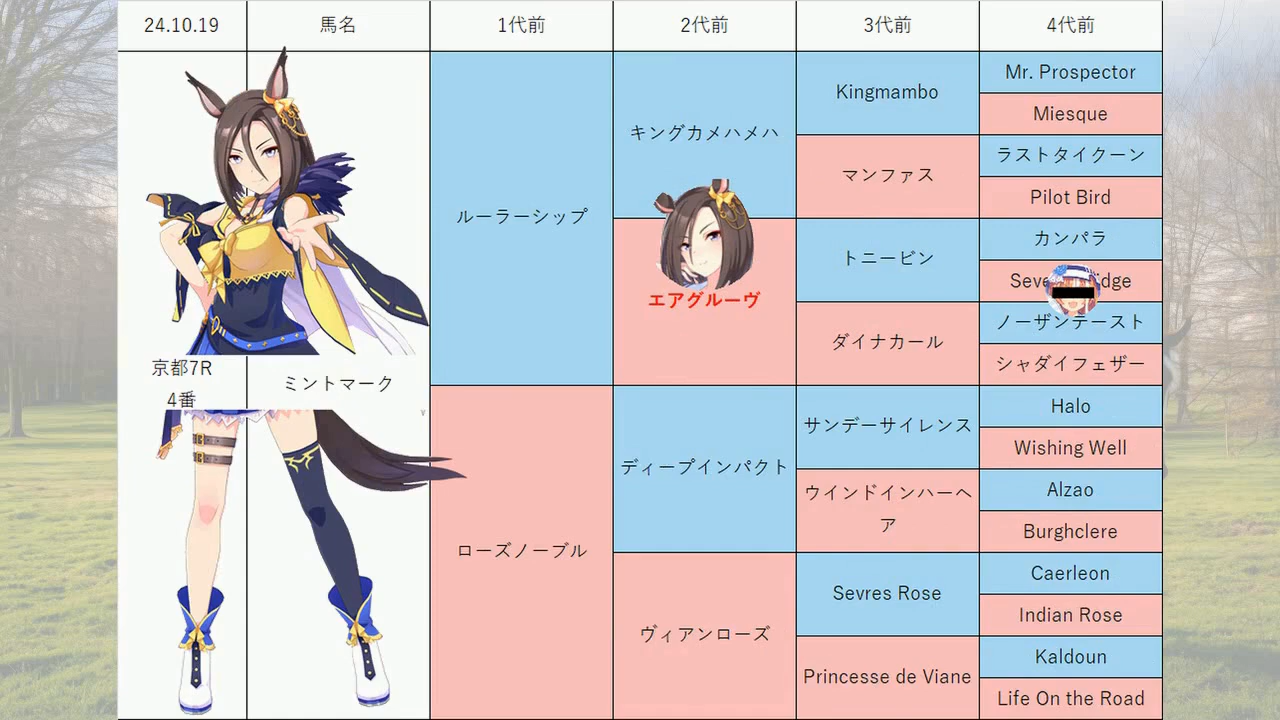 24.10.19
馬名
1代前
2代前
3代前
4代前
京都7R
4番
ミントマーク
ルーラーシップ
ローズノーブル
キングカメハメハ
エアグルーヴ
ディープインパクト
ヴィアンローズ
Kingmambo
マンファス
トニービン
ダイナカール
サンデーサイレンス
ウインドインハーヘ
ア
Sevres Rose
Princesse de Viane
Mr. Prospector
Miesque
ラストタイクーン
Pilot Bird
カンパラ
ノーザンテースト
シャダイフェザー
Halo
Wishing Well
Alzao
Burghclere
Caerleon
Indian Rose
Kaldoun
Life On the Road